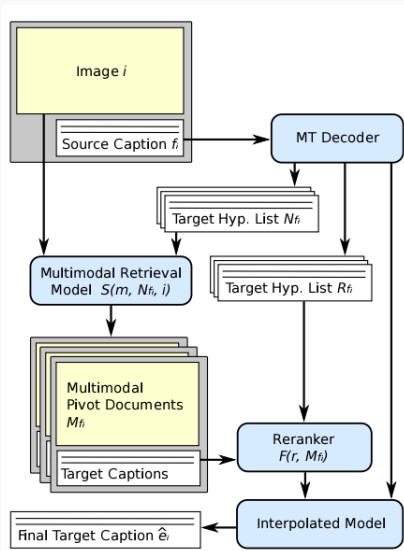 Image i
Source Caption fᵢ
MT Decoder
Target Hyp. List Nfᵢ
Multimodal Retrieval
Model S(m, Nfᵢ, i)
Target Hyp. List Rfᵢ
Multimodal
Pivot Documents
Mfᵢ
Target Captions
Reranker
F(r, Mfᵢ)
Interpolated Model
Final Target Caption êᵢ